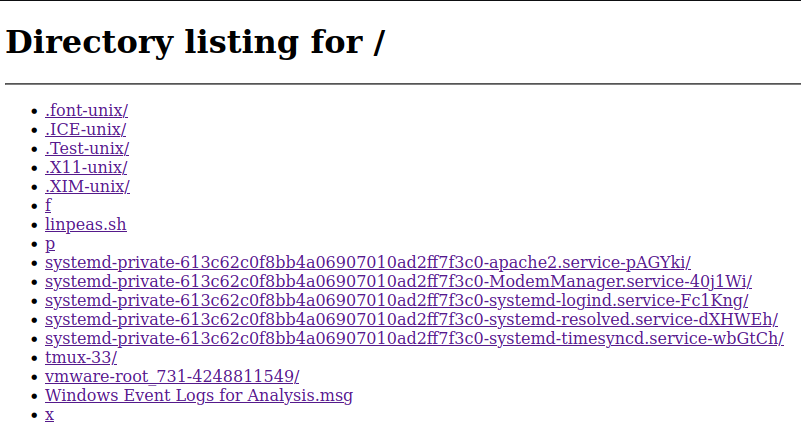 Directory listing for /
.font-unix/
.ICE-unix/
.Test-unix/
.X11-unix/
.XIM-unix/
f
linpeas.sh
p
systemd-private-613c62c0f8bb4a06907010ad2ff7f3c0-apache2.service-pAGYki/
systemd-private-613c62c0f8bb4a06907010ad2ff7f3c0-ModemManager.service-40j1Wj/
systemd-private-613c62c0f8bb4a06907010ad2ff7f3c0-systemd-logind.service-Fc1Kng/
systemd-private-613c62c0f8bb4a06907010ad2ff7f3c0-systemd-resolved.service-dXHWEh/
systemd-private-613c62c0f8bb4a06907010ad2ff7f3c0-systemd-timesyncd.service-wbGtCh/
tmux-33/
vmware-root_731-4248811549/
Windows Event Logs for Analysis.msg
x